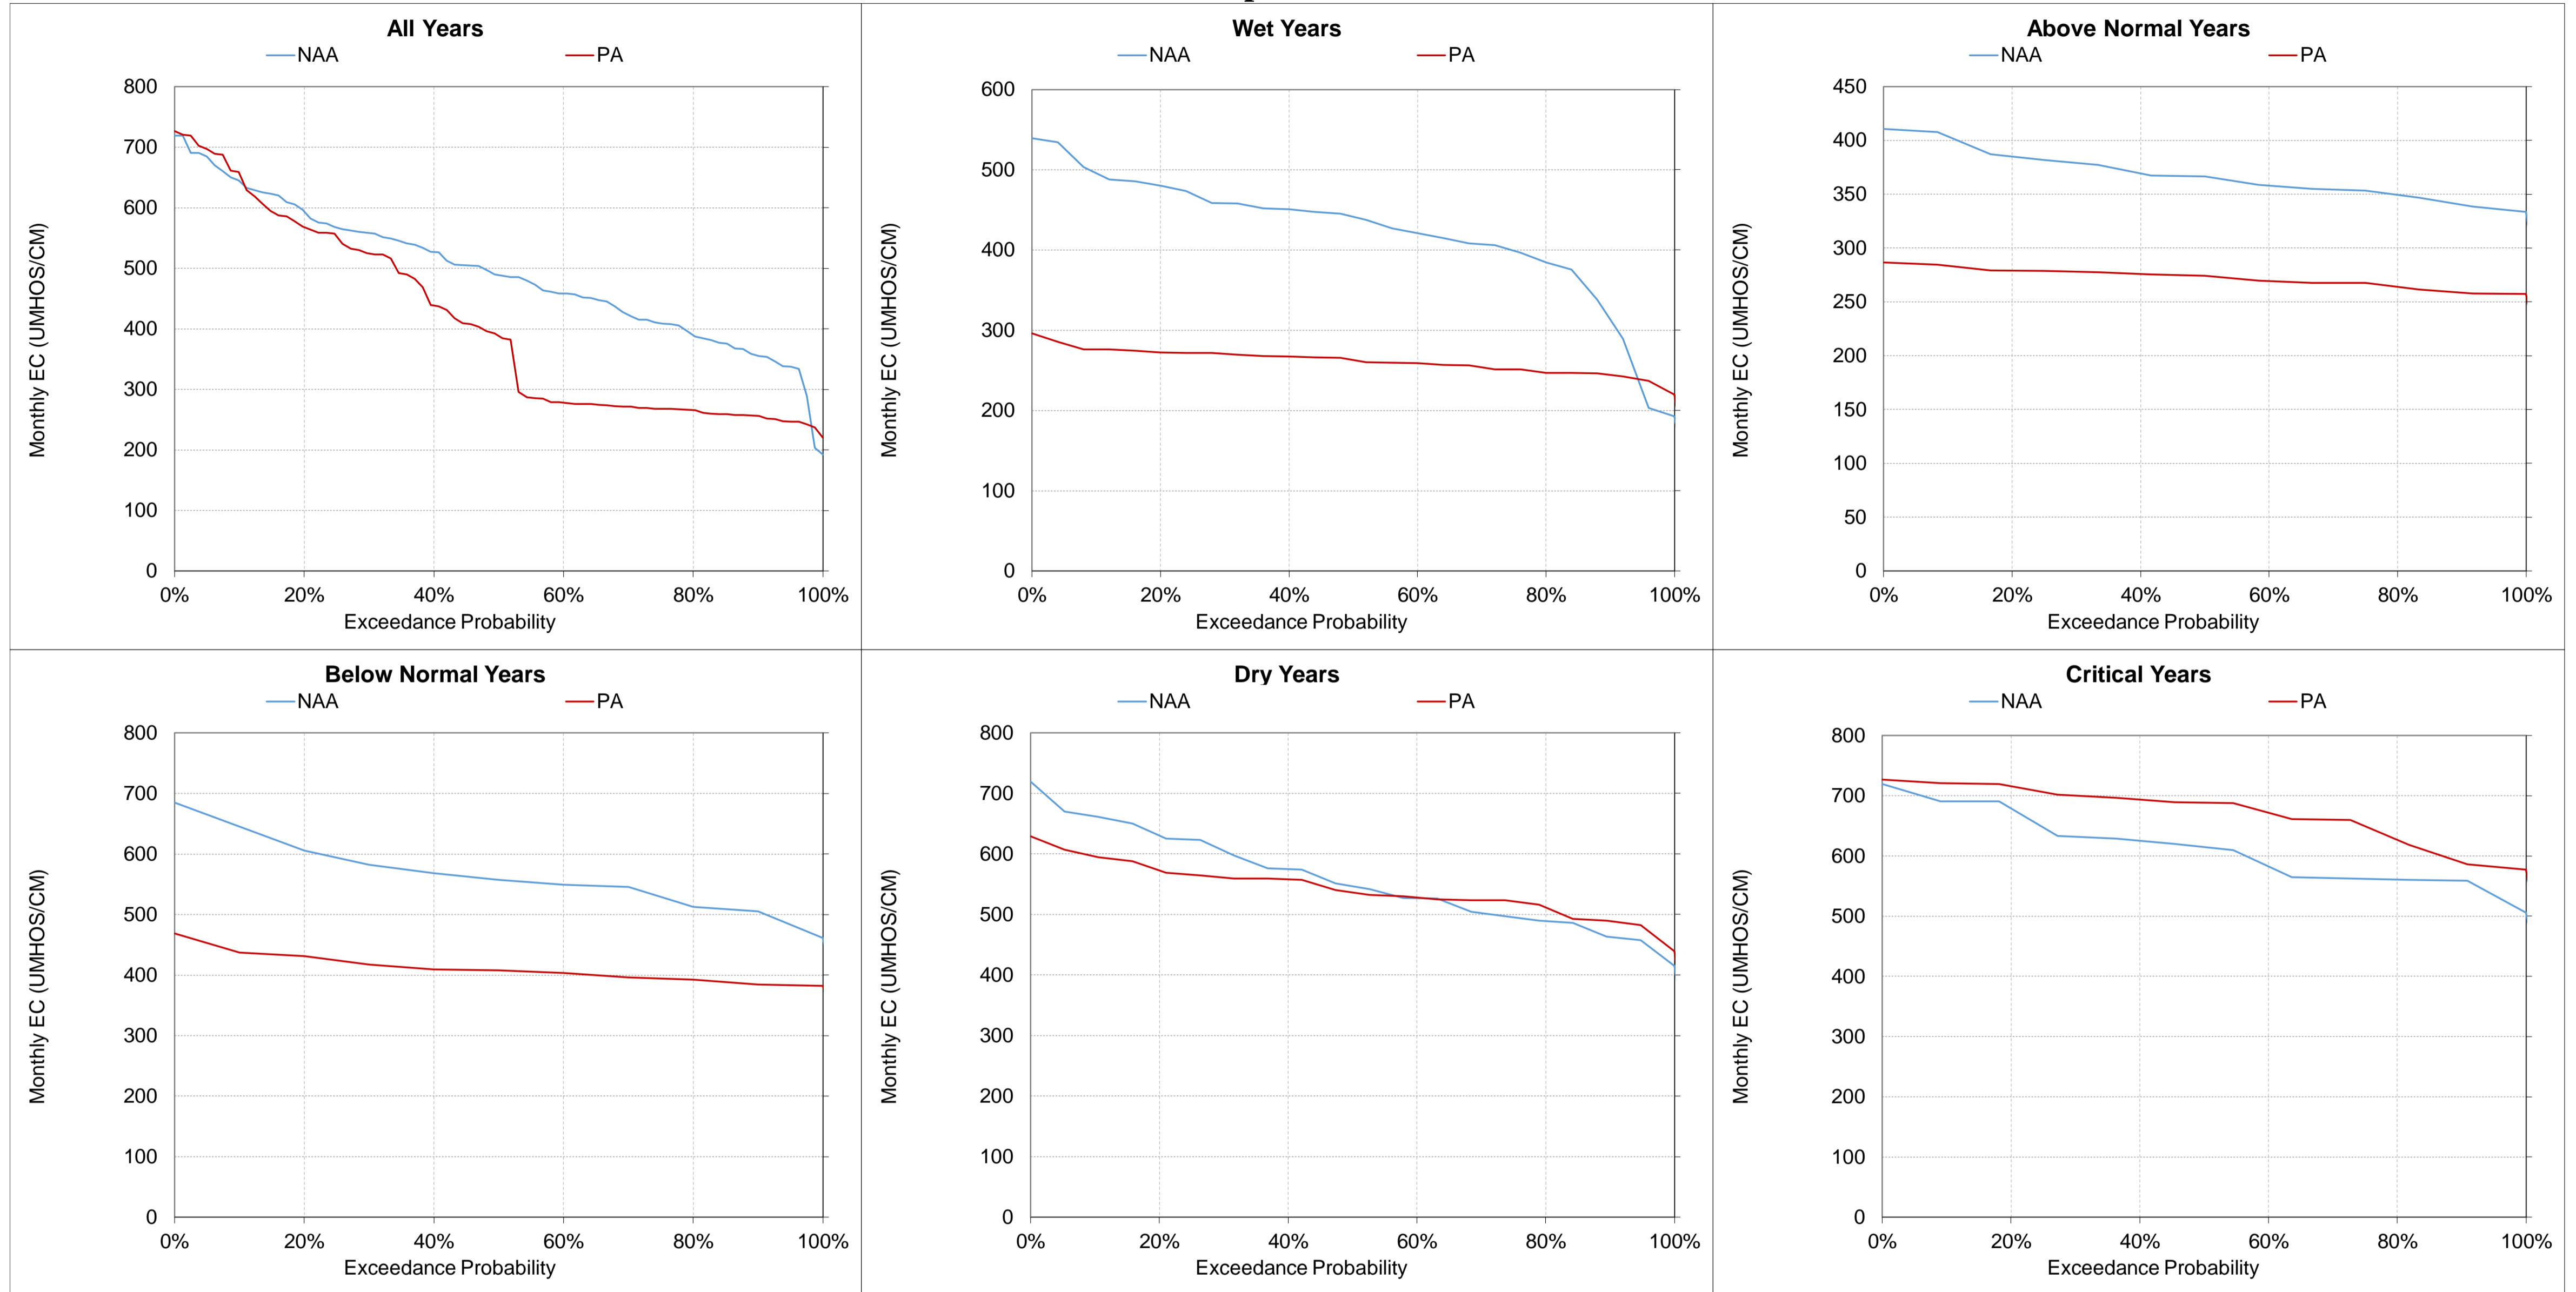 All Years
NAA PA
800
700
600
500
400
300
200
100
0
Monthly EC (UMHOS/CM)
0% 20% 40% 60% 80% 100%
Exceedance Probability
Wet Years
NAA PA
600
500
400
300
200
100
0
Monthly EC (UMHOS/CM)
0% 20% 40% 60% 80% 100%
Exceedance Probability
Above Normal Years
NAA PA
450
400
350
300
250
200
150
100
50
0
Monthly EC (UMHOS/CM)
0% 20% 40% 60% 80% 100%
Exceedance Probability
Below Normal Years
NAA PA
800
700
600
500
400
300
200
100
0
Monthly EC (UMHOS/CM)
0% 20% 40% 60% 80% 100%
Exceedance Probability
Dry Years
NAA PA
800
700
600
500
400
300
200
100
0
Monthly EC (UMHOS/CM)
0% 20% 40% 60% 80% 100%
Exceedance Probability
Critical Years
NAA PA
800
700
600
500
400
300
200
100
0
Monthly EC (UMHOS/CM)
0% 20% 40% 60% 80% 100%
Exceedance Probability